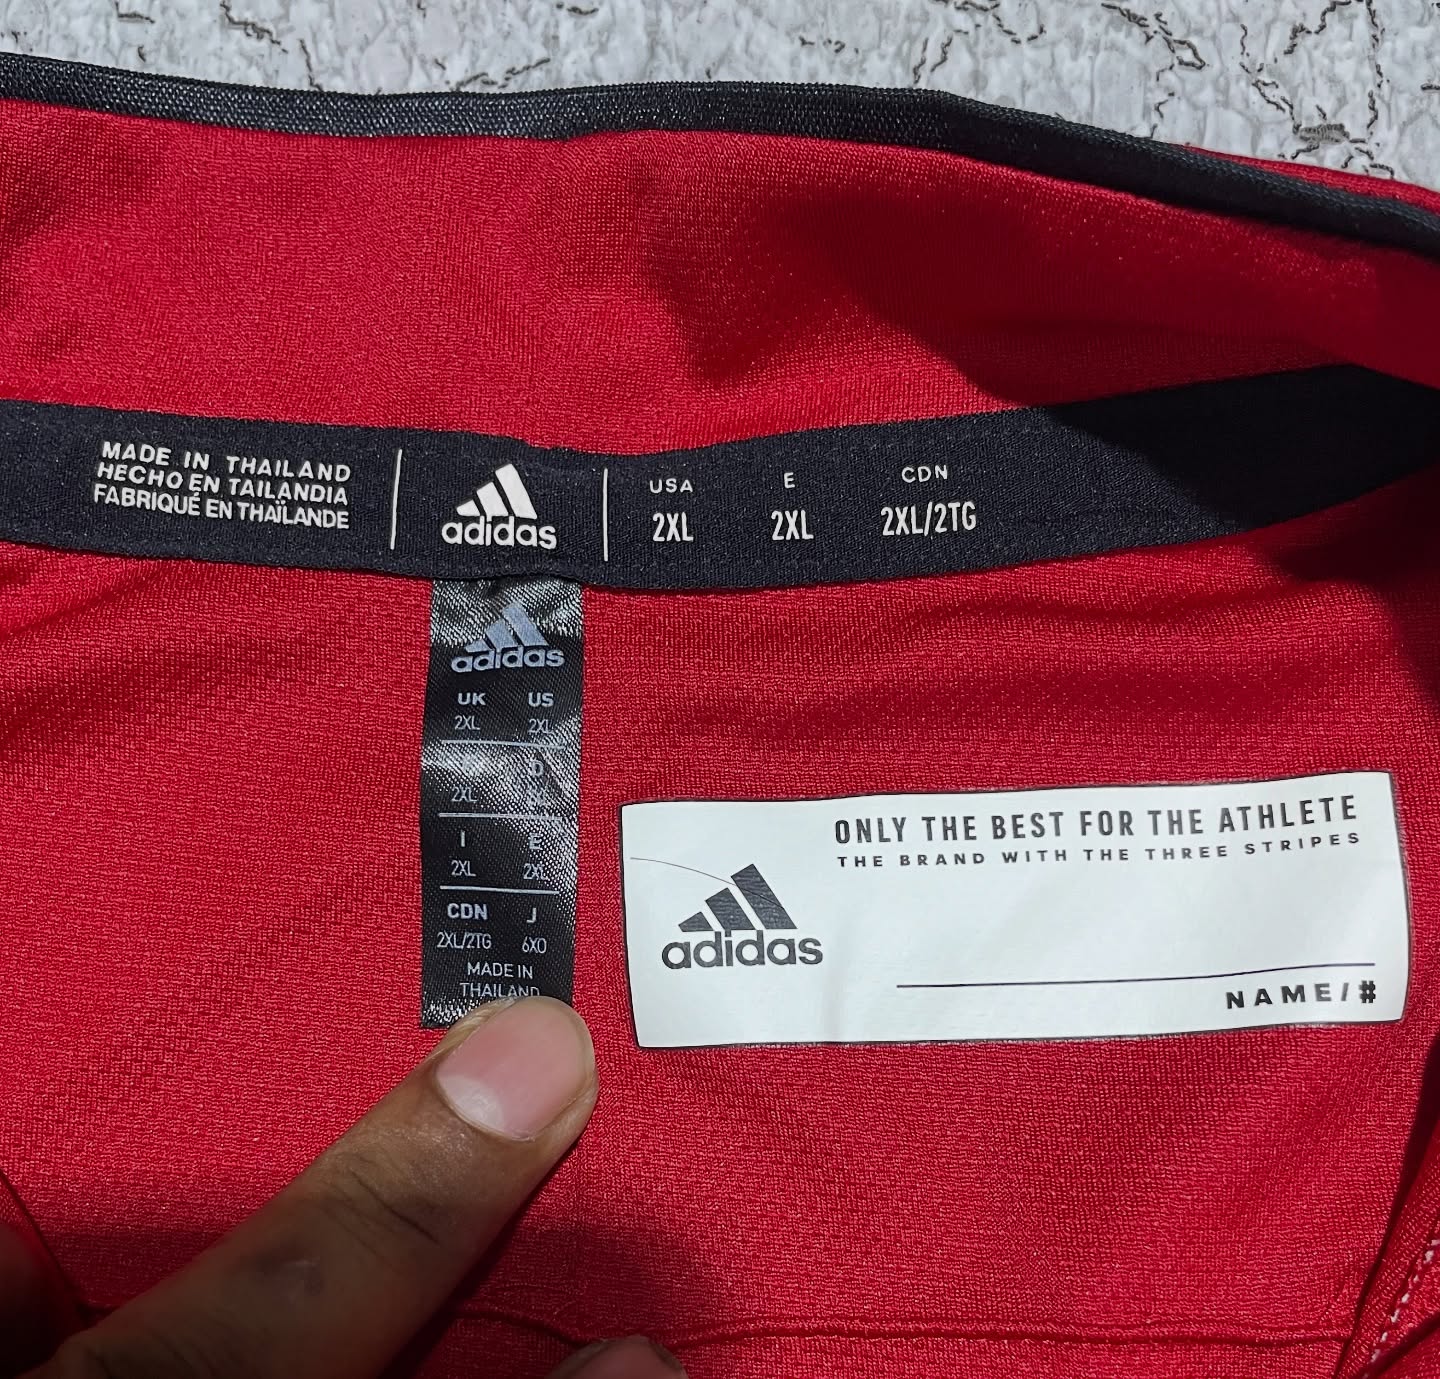 MADE IN THAILAND
HECHO EN TAILANDIA
FABRIQUÉ EN THAÏLANDE
adidas
USA E CDN
2XL 2XL 2XL/2TG
adidas
UK US
2XL 2XL
D
2XL
I E
2XL 2XL
CDN J
2XL/2TG 6XO
MADE IN
THAILAND
ONLY THE BEST FOR THE ATHLETE
THE BRAND WITH THE THREE STRIPES
adidas
NAME/#